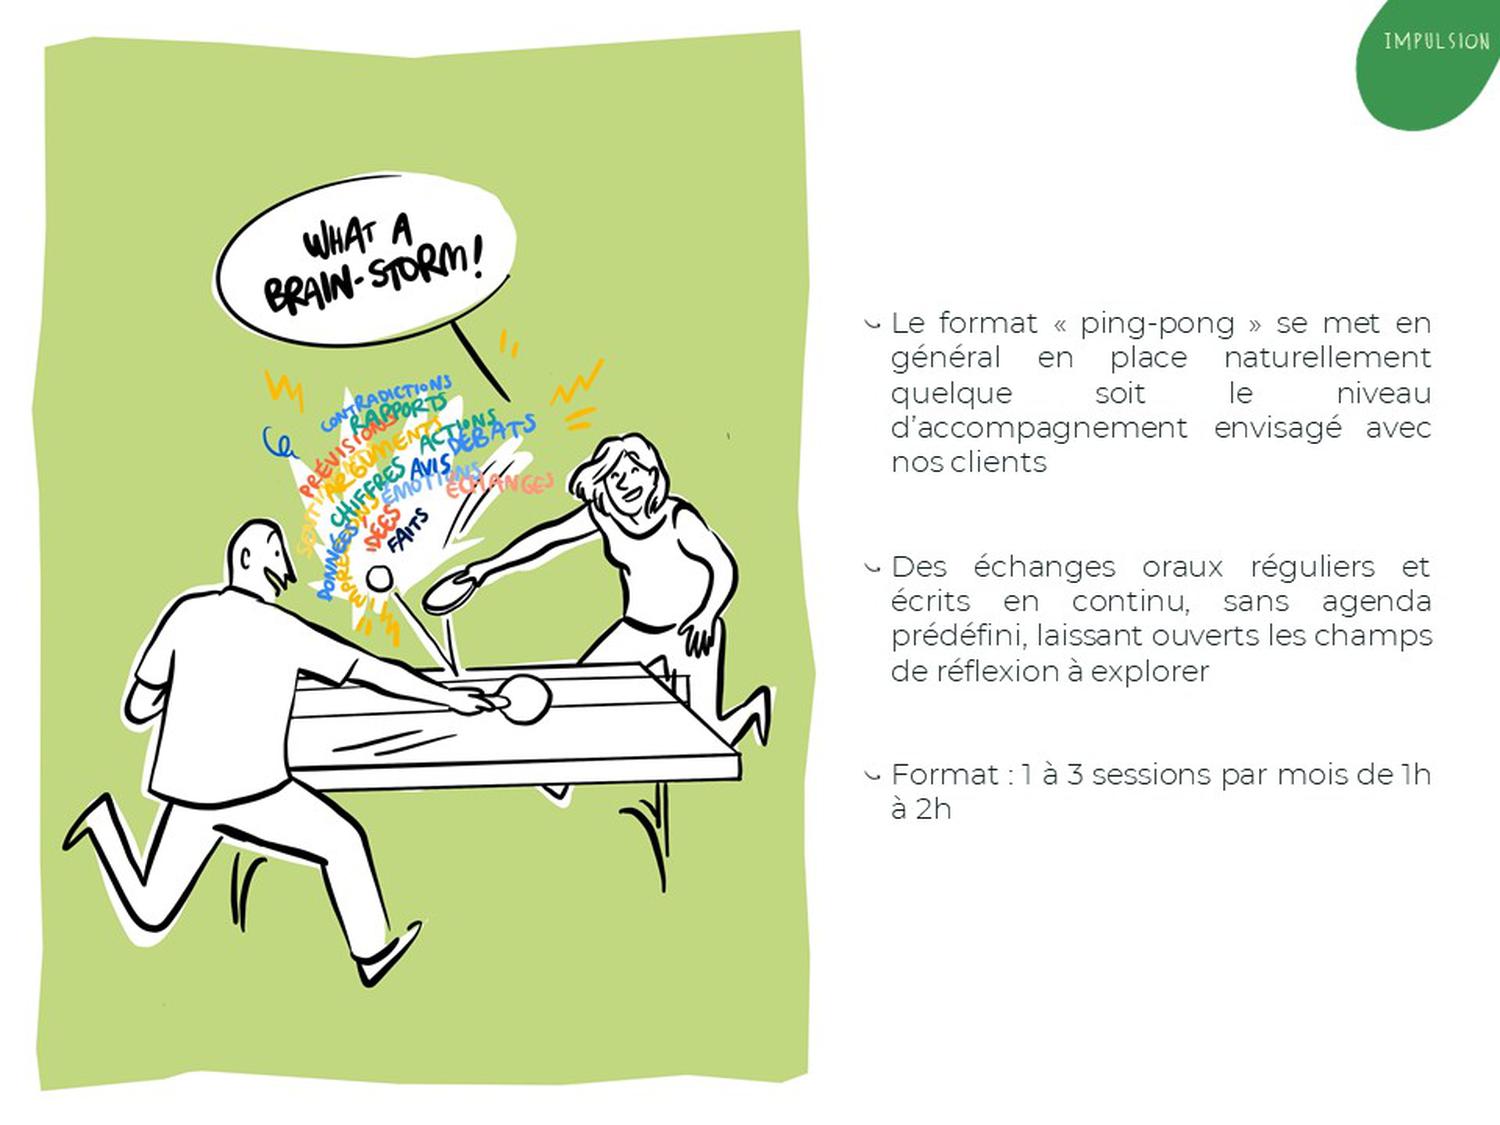 IMPULSION
WHAT A
BRAIN-STORM!
CONTRADICTIONS
RAPPORTS
PRÉVISIONS
ARGUMENTS
ACTIONS
DÉBATS
CHIFFRES
AVIS
ÉMOTIONS
ÉCHANGES
DONNÉES
IDÉES
FAITS
Le format « ping-pong » se met en
général en place naturellement
quelque soit le niveau
d’accompagnement envisagé avec
nos clients
Des échanges oraux réguliers et
écrits en continu, sans agenda
prédéfini, laissant ouverts les champs
de réflexion à explorer
Format : 1 à 3 sessions par mois de 1h
à 2h